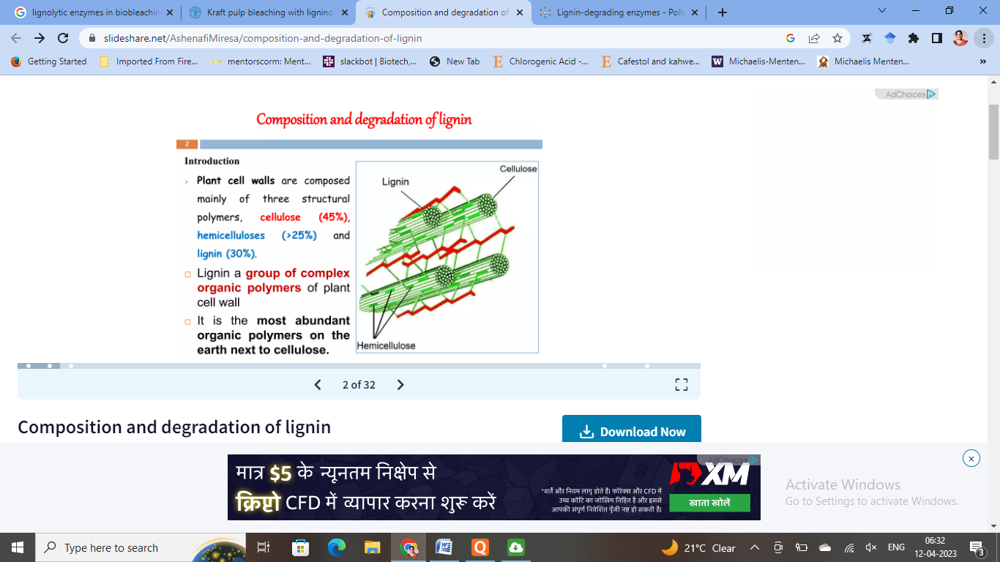 lignolytic enzymes in biobleachin
Kraft pulp bleaching with ligninol
Composition and degradation of
Lignin-degrading enzymes - Poll
slideshare.net/AshenafiMiresa/composition-and-degradation-of-lignin
Getting Started
Imported From Fire...
mentorscorm: Ment...
slackbot | Biotech,...
New Tab
Chlorogenic Acid -...
Cafestol and kahwe...
Michaelis-Menten...
Michaelis Menten...
»
AdChoices
Composition and degradation of lignin
2
Introduction
Plant cell walls are composed
mainly of three structural
polymers, cellulose (45%),
hemicelluloses (>25%) and
lignin (30%).
Lignin a group of complex
organic polymers of plant
cell wall
It is the most abundant
organic polymers on the
earth next to cellulose.
Lignin
Cellulose
Hemicellulose
2 of 32
Composition and degradation of lignin
Download Now
AdChoices
मात्र $5 के न्यूनतम निक्षेप से
क्रिप्टो CFD में व्यापार करना शुरू करें
*शर्तें और नियम लागू होते हैं। फोरेक्स और CFD में
उच्च कोटि का जोखिम निहित है और इससे
आपकी संपूर्ण निवेशित पूँजी नष्ट हो सकती है।
XM
खाता खोलें
Activate Windows
Go to Settings to activate Windows.
Type here to search
21°C Clear
ENG
06:32
12-04-2023
3